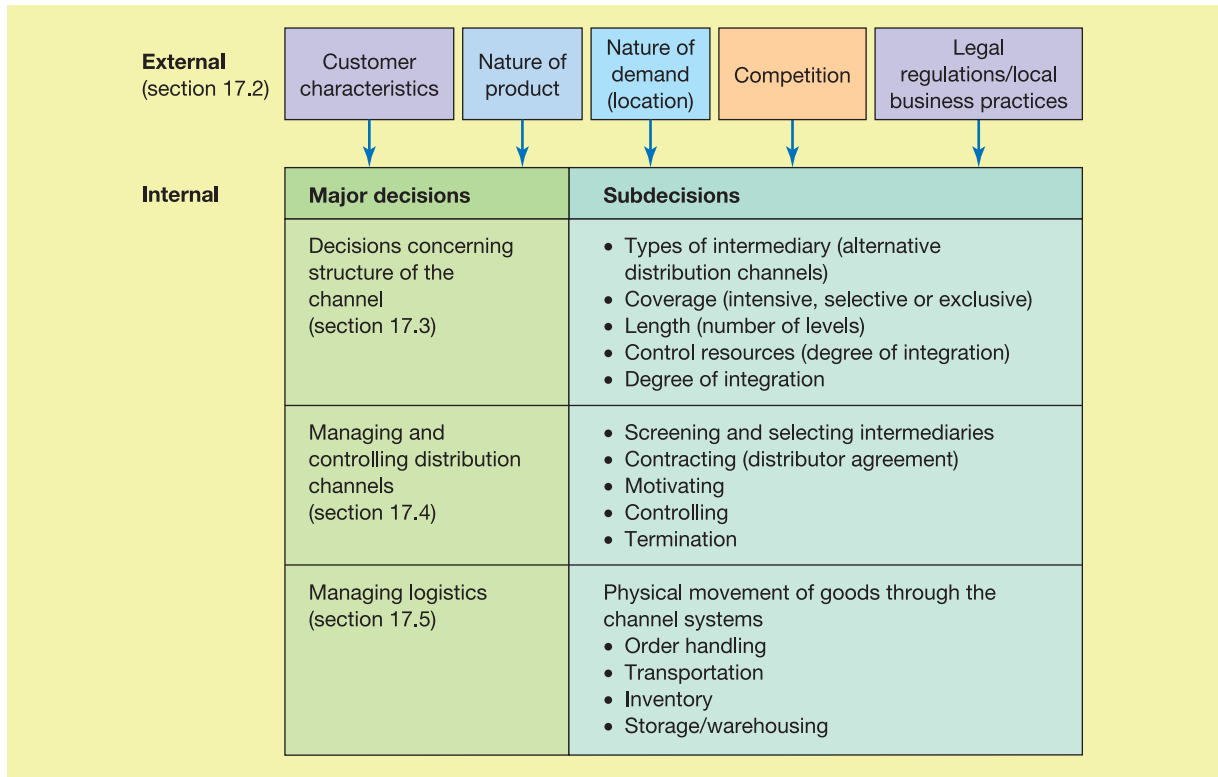 External
(section 17.2)
Customer
characteristics
Nature of
product
Nature of
demand
(location)
Competition
Legal
regulations/local
business practices
Internal
Major decisions
Subdecisions
Decisions concerning
structure of the
channel
(section 17.3)
• Types of intermediary (alternative
distribution channels)
• Coverage (intensive, selective or exclusive)
• Length (number of levels)
• Control resources (degree of integration)
• Degree of integration
Managing and
controlling distribution
channels
(section 17.4)
• Screening and selecting intermediaries
• Contracting (distributor agreement)
• Motivating
• Controlling
• Termination
Managing logistics
(section 17.5)
Physical movement of goods through the
channel systems
• Order handling
• Transportation
• Inventory
• Storage/warehousing